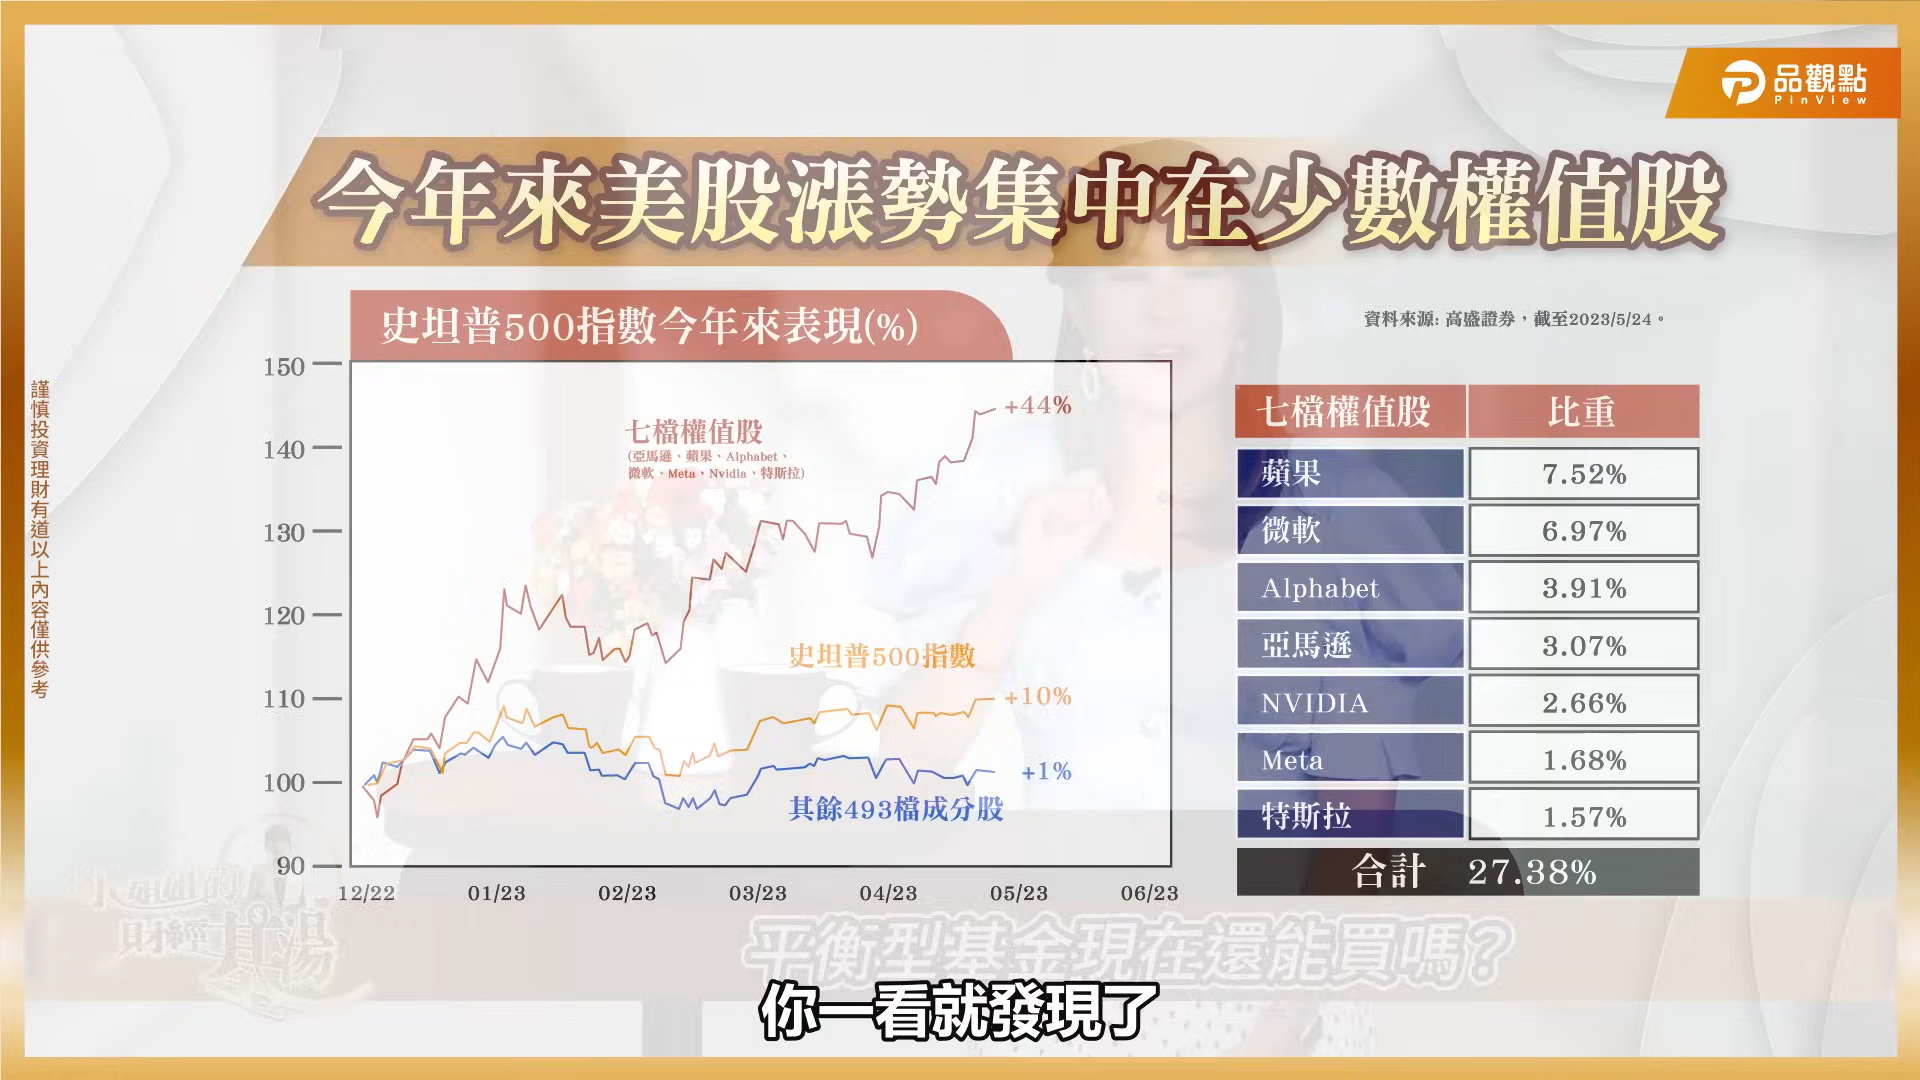 品觀點
PinView
今年來美股漲勢集中在少數權值股
史坦普500指數今年來表現(%)
資料來源: 高盛證券，截至2023/5/24。
謹慎投資理財有道以上內容僅供參考
150
140
130
120
110
100
90
七檔權值股
(亞馬遜、蘋果、Alphabet、
微軟、Meta、Nvidia、特斯拉)
+44%
史坦普500指數
+10%
+1%
其餘493檔成分股
12/22 01/23 02/23 03/23 04/23 05/23 06/23
七檔權值股 比重
蘋果 7.52%
微軟 6.97%
Alphabet 3.91%
亞馬遜 3.07%
NVIDIA 2.66%
Meta 1.68%
特斯拉 1.57%
合計 27.38%
財經
平衡型基金現在還能買嗎?
你一看就發現了